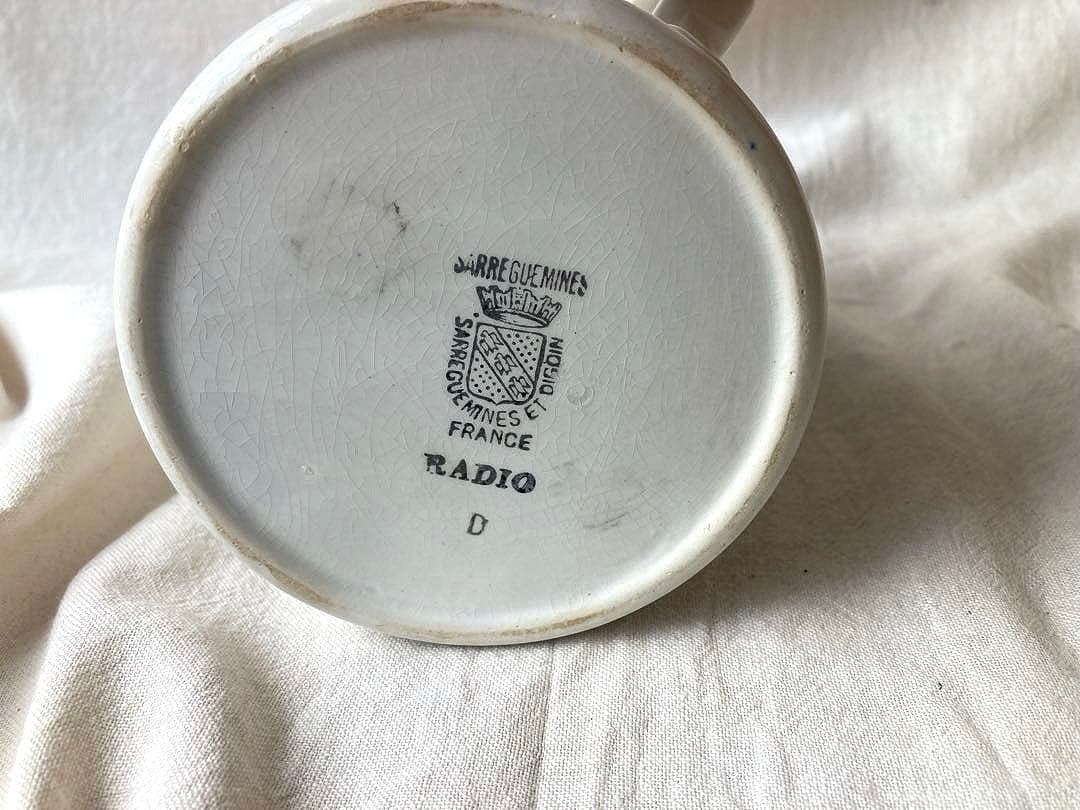 SARREGUEMINES
SARREGUEMINES ET DIGOIN
FRANCE
RADIO
D